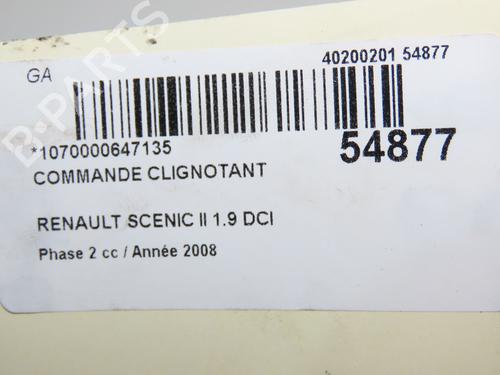 GA
40200201 54877
*1070000647135
54877
COMMANDE CLIGNOTANT
RENAULT SCENIC II 1.9 DCI
Phase 2 cc / Année 2008
B-PARTS